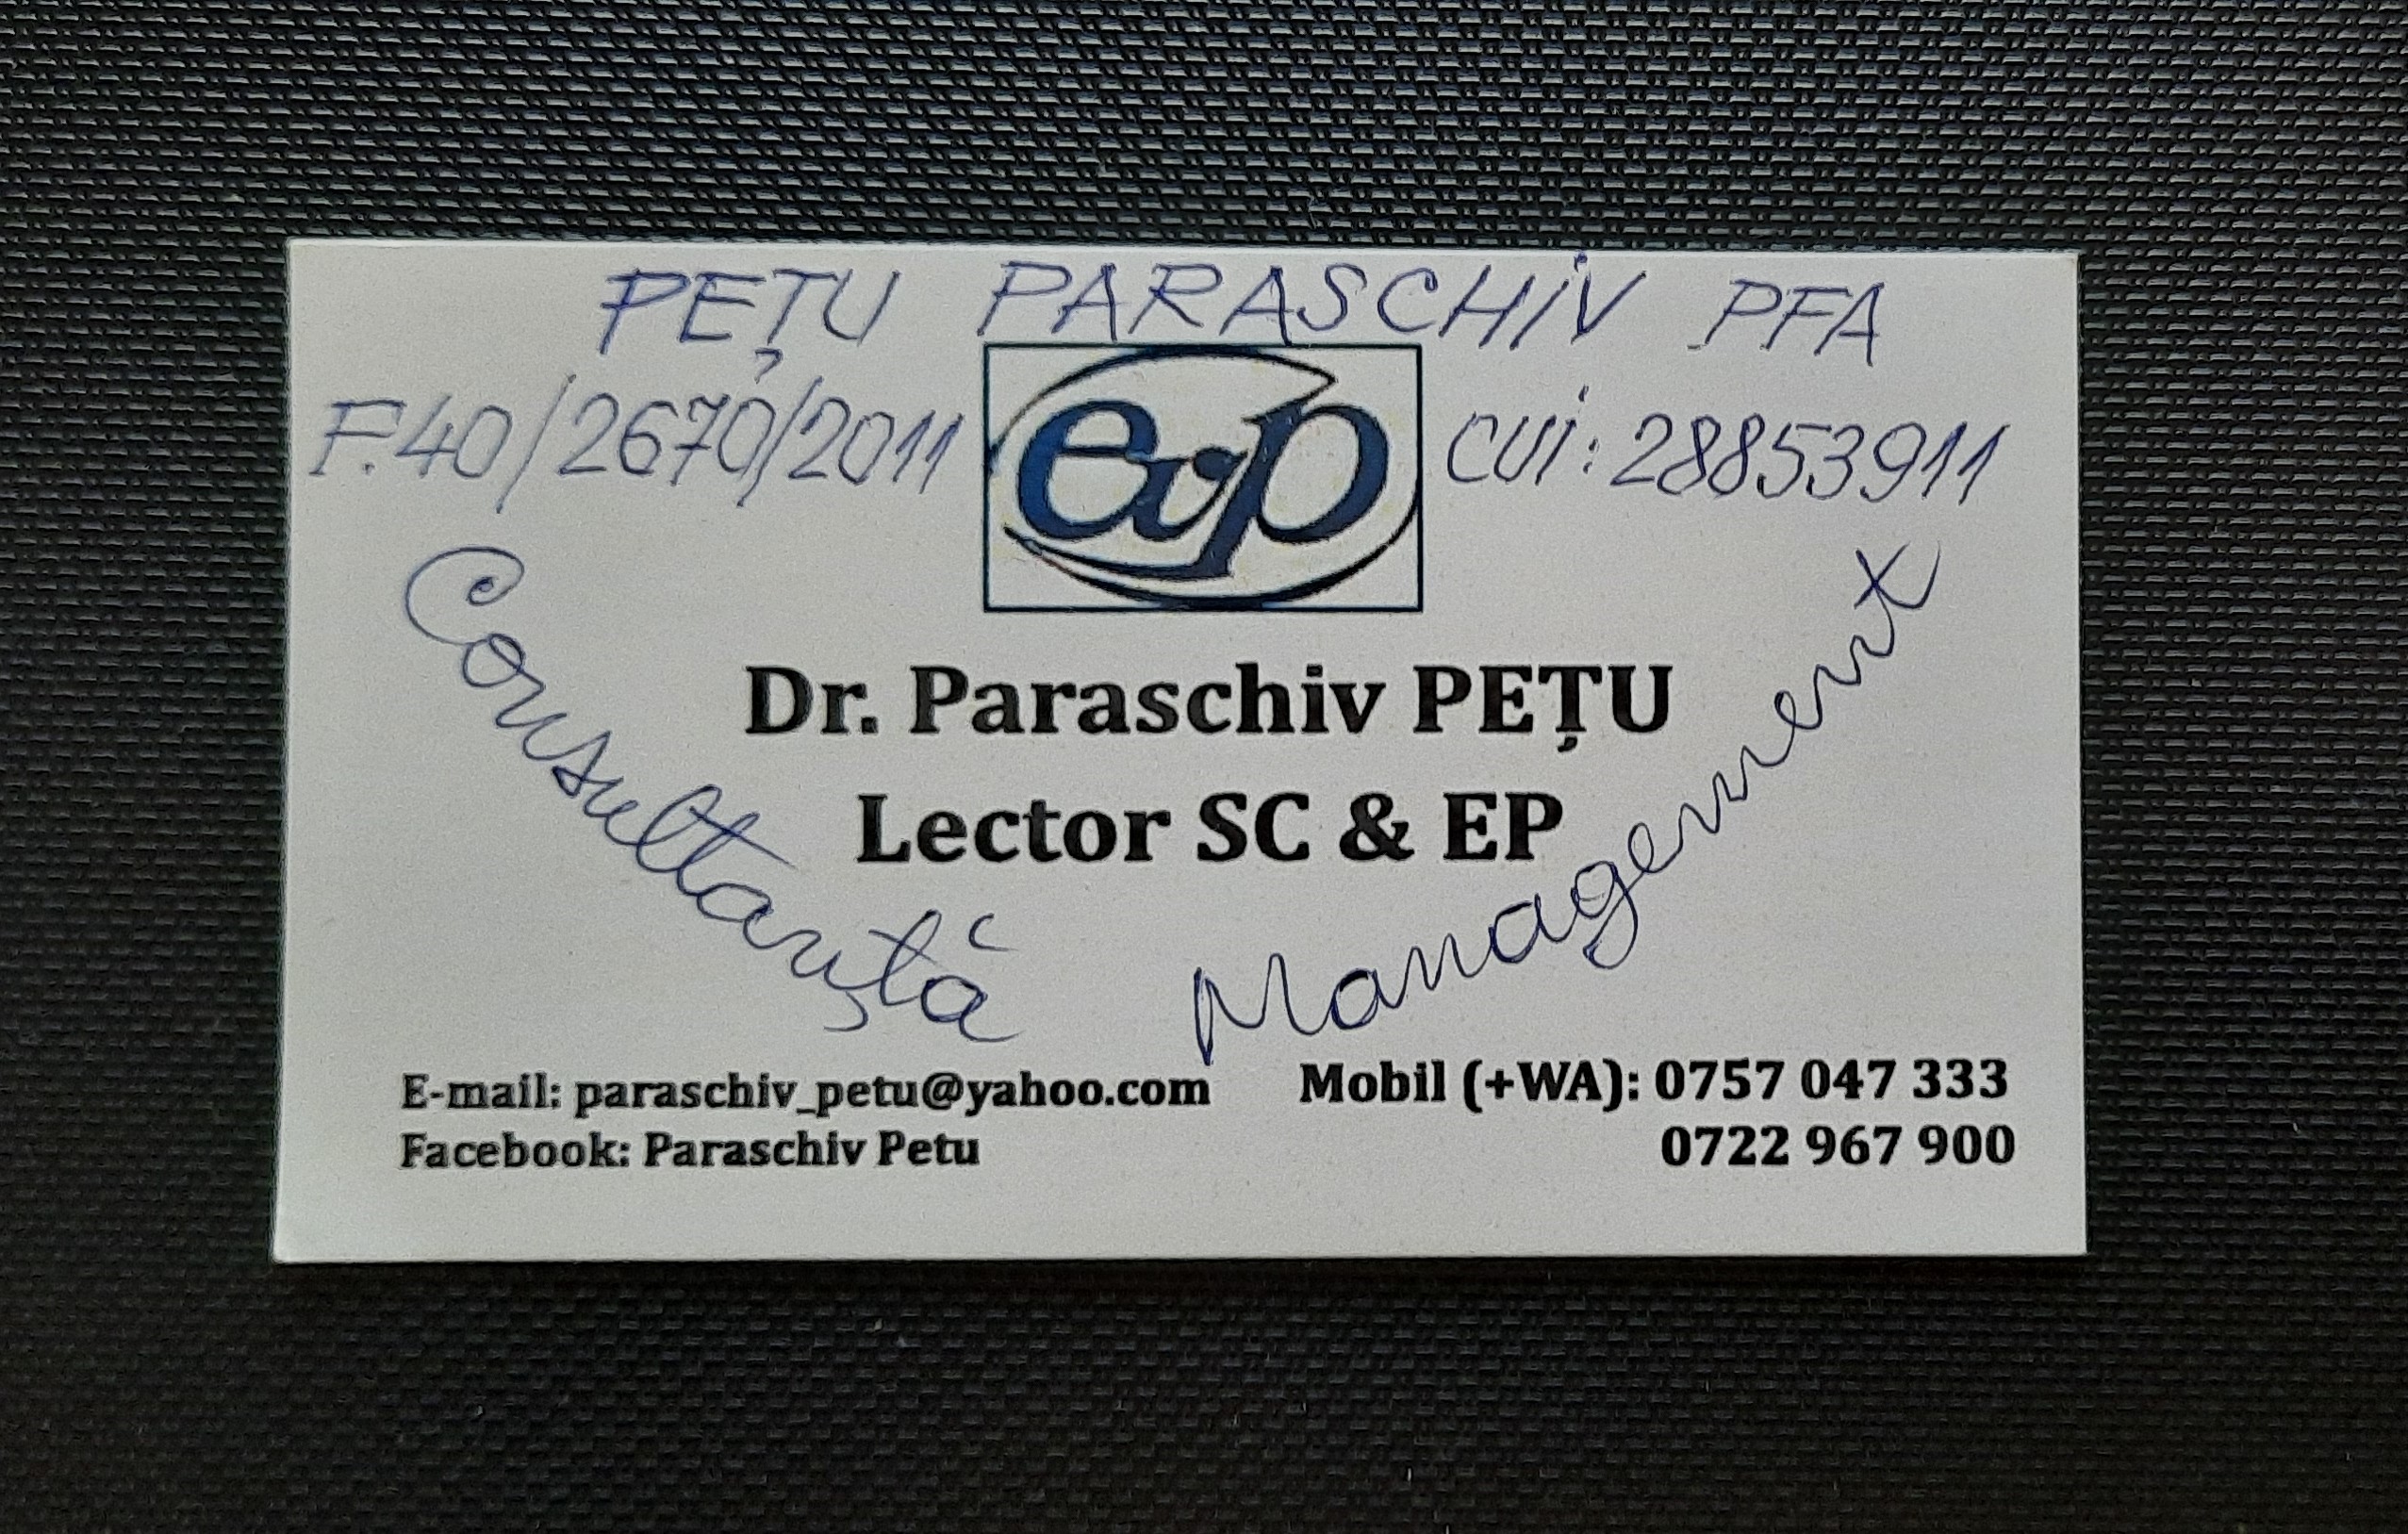 PEȚU PARASCHIV PFA
F.40/2670/2011
evp
CUI: 28853911
Dr. Paraschiv PEȚU
Lector SC & EP
Consultanță
Management
E-mail: paraschiv_petu@yahoo.com
Mobil (+WA): 0757 047 333
Facebook: Paraschiv Petu
0722 967 900